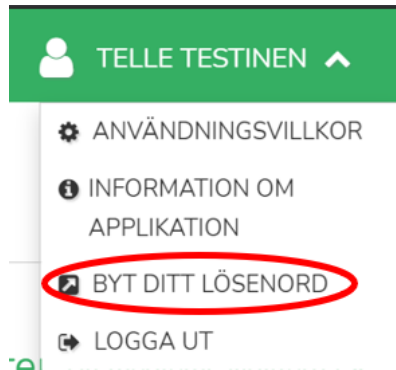 TELLE TESTINEN
ANVÄNDNINGSVILLKOR
INFORMATION OM
APPLIKATION
BYT DITT LÖSENORD
LOGGA UT